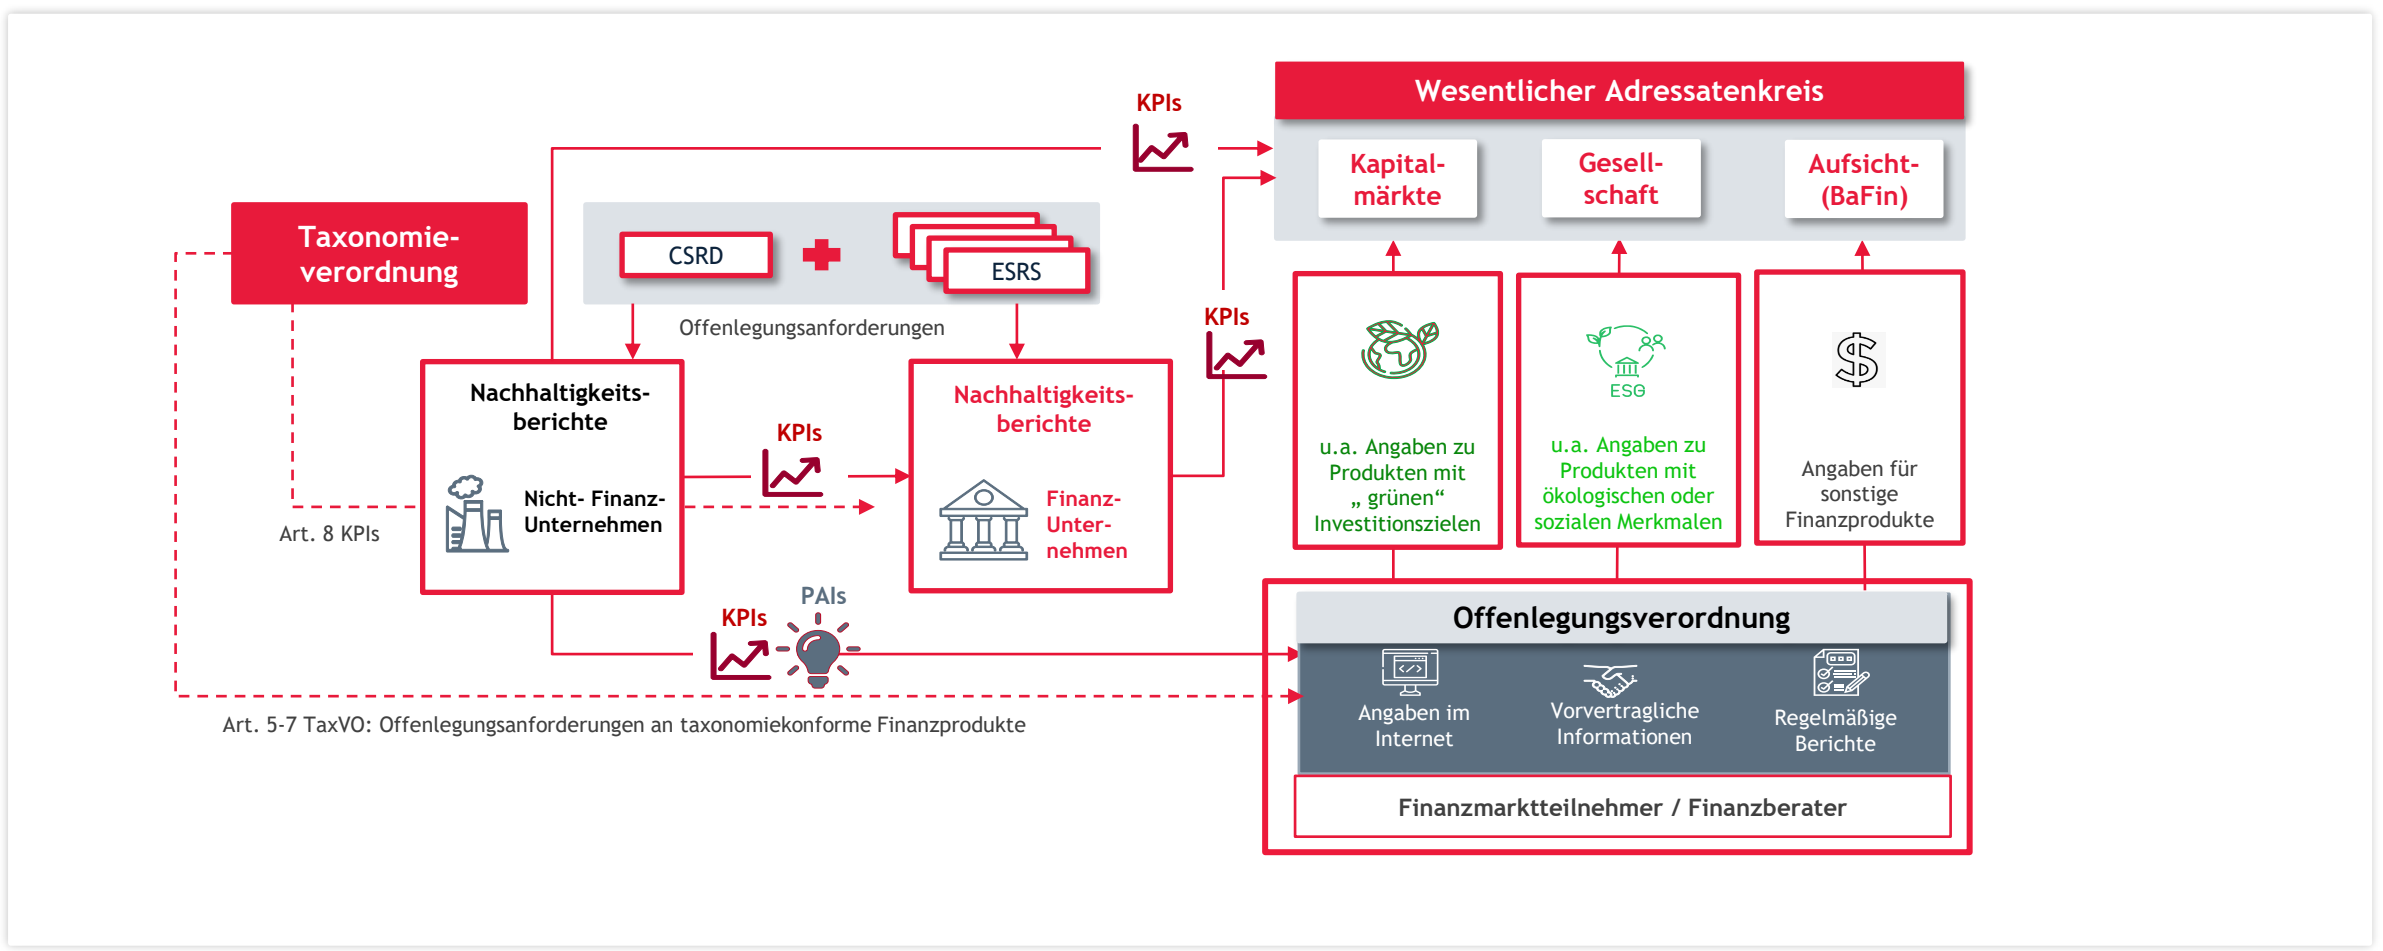 KPIs
Wesentlicher Adressatenkreis
Kapital-
märkte
Gesell-
schaft
Aufsicht-
(BaFin)
Taxonomie-
verordnung
CSRD
ESRS
Offenlegungsanforderungen
KPIs
Nachhaltigkeits-
berichte
Nicht- Finanz-
Unternehmen
KPIs
Nachhaltigkeits-
berichte
Finanz-
Unter-
nehmen
Art. 8 KPIs
u.a. Angaben zu
Produkten mit
„ grünen“
Investitionszielen
ESG
u.a. Angaben zu
Produkten mit
ökologischen oder
sozialen Merkmalen
Angaben für
sonstige
Finanzprodukte
KPIs
PAIs
Art. 5-7 TaxVO: Offenlegungsanforderungen an taxonomiekonforme Finanzprodukte
Offenlegungsverordnung
Angaben im
Internet
Vorvertragliche
Informationen
Regelmäßige
Berichte
Finanzmarktteilnehmer / Finanzberater